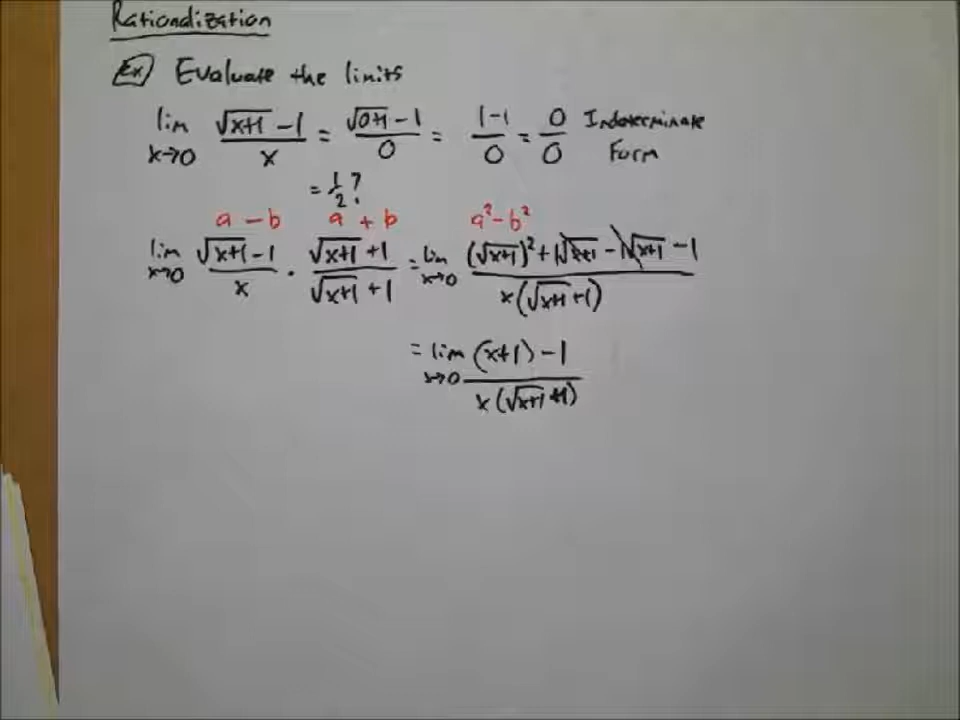 Rationalization
Ex Evaluate the limits
lim x→0 (√(x+1) - 1)/x = (√(0+1) - 1)/0 = (1-1)/0 = 0/0 Indeterminate Form
= 1/2 ?
a - b a + b a² - b²
lim x→0 (√(x+1) - 1)/x · (√(x+1) + 1)/(√(x+1) + 1) = lim x→0 ((√(x+1))² + 1√(x+1) - 1√(x+1) - 1)/(x(√(x+1) + 1))
= lim x→0 ((x+1) - 1)/(x(√(x+1) + 1))